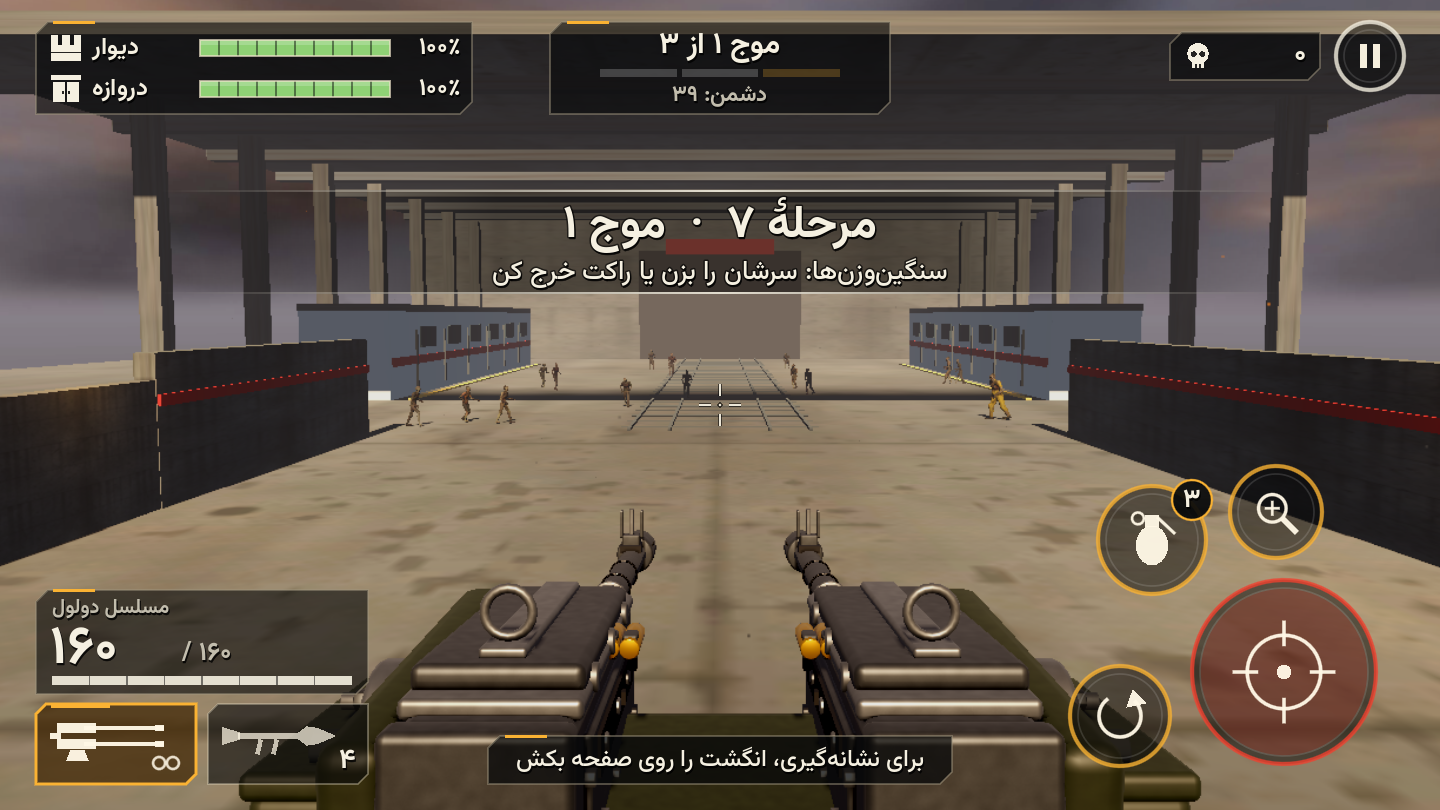 دیوار ۱۰۰٪
دروازه ۱۰۰٪
موج ۱ از ۳
دشمن: ۳۹
۰
مرحلهٔ ۷ · موج ۱
سنگین‌وزن‌ها: سرشان را بزن یا راکت خرج کن
۳
مسلسل دولول
۱۶۰ / ۱۶۰
∞
۴
برای نشانه‌گیری، انگشت را روی صفحه بکش